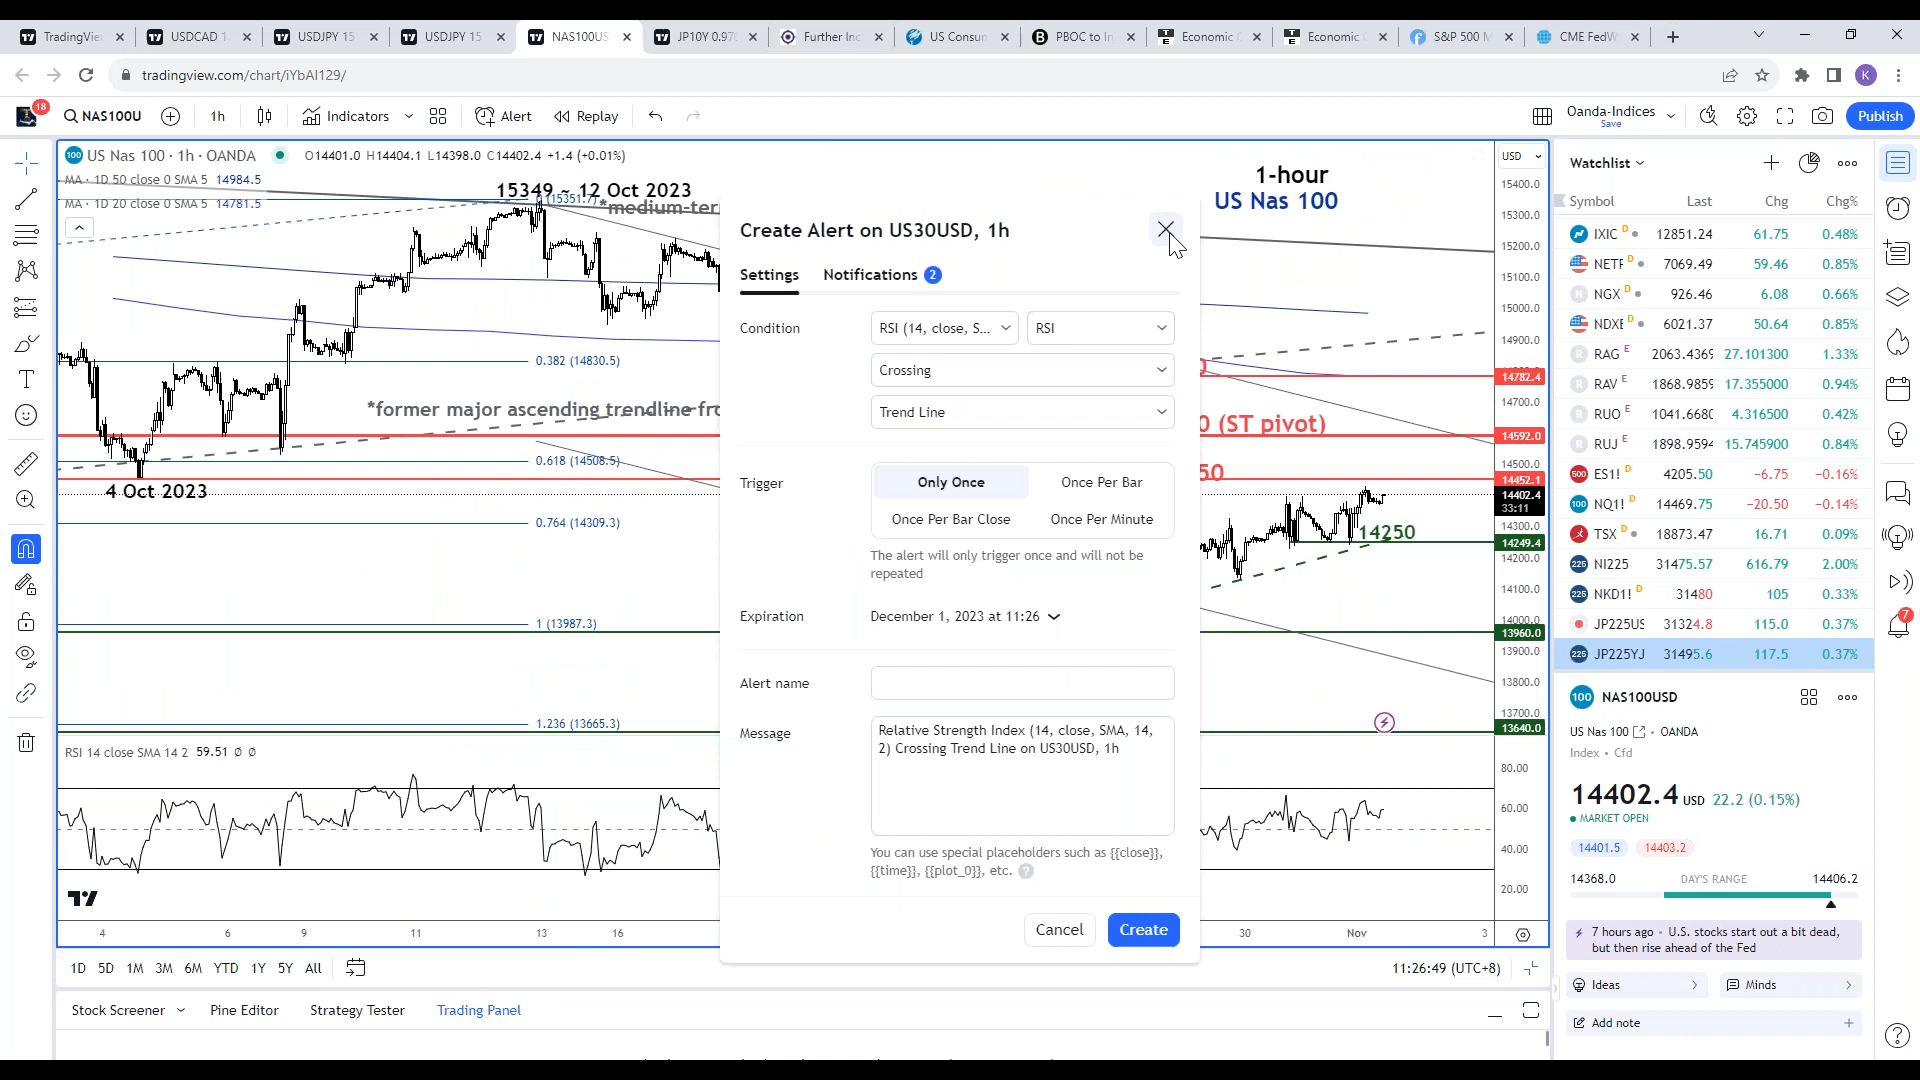 TradingVie
USDCAD 1
USDJPY 15
USDJPY 15
NAS100US
JP10Y 0.97
Further Inc
US Consum
PBOC to In
Economic C
Economic C
S&P 500 M
CME FedW
tradingview.com/chart/iYbAI129/
K
18
NAS100U
1h
Indicators
Alert
Replay
Oanda-Indices
Save
Publish
100 US Nas 100 · 1h · OANDA
O14401.0 H14404.1 L14398.0 C14402.4 +1.4 (+0.01%)
MA · 1D 50 close 0 SMA 5 14984.5
MA · 1D 20 close 0 SMA 5 14781.5
15349 ~ 12 Oct 2023
0 (15351.7)
*medium-ter
1-hour
US Nas 100
0.382 (14830.5)
*former major ascending trendline fr
0 (ST pivot)
0.618 (14508.5)
50
4 Oct 2023
0.764 (14309.3)
14250
1 (13987.3)
1.236 (13665.3)
RSI 14 close SMA 14 2 59.51 ∅ ∅
4
6
9
11
13
16
30
Nov
3
USD
15400.0
15300.0
15200.0
15100.0
15000.0
14900.0
14782.4
14700.0
14592.0
14500.0
14452.1
14402.4
33:11
14300.0
14249.4
14200.0
14100.0
14000.0
13960.0
13900.0
13800.0
13700.0
13640.0
80.00
60.00
40.00
20.00
Create Alert on US30USD, 1h
Settings
Notifications 2
Condition
RSI (14, close, S...
RSI
Crossing
Trend Line
Trigger
Only Once
Once Per Bar
Once Per Bar Close
Once Per Minute
The alert will only trigger once and will not be
repeated
Expiration
December 1, 2023 at 11:26
Alert name
Message
Relative Strength Index (14, close, SMA, 14,
2) Crossing Trend Line on US30USD, 1h
You can use special placeholders such as {{close}},
{{time}}, {{plot_0}}, etc. ?
Cancel
Create
1D 5D 1M 3M 6M YTD 1Y 5Y All
11:26:49 (UTC+8)
Stock Screener
Pine Editor
Strategy Tester
Trading Panel
Watchlist
Symbol Last Chg Chg%
IXIC D 12851.24 61.75 0.48%
NETR D 7069.49 59.46 0.85%
N NGX D 926.46 6.08 0.66%
NDXE D 6021.37 50.64 0.85%
R RAG E 2063.4369 27.101300 1.33%
R RAV E 1868.9859 17.355000 0.94%
R RUO E 1041.6680 4.316500 0.42%
R RUJ E 1898.9594 15.745900 0.84%
500 ES1! D 4205.50 −6.75 −0.16%
100 NQ1! D 14469.75 −20.50 −0.14%
TSX D 18873.47 16.71 0.09%
225 NI225 31475.57 616.79 2.00%
225 NKD1! D 31480 105 0.33%
JP225US 31324.8 115.0 0.37%
225 JP225YJ 31495.6 117.5 0.37%
100 NAS100USD
US Nas 100 · OANDA
Index · Cfd
14402.4 USD 22.2 (0.15%)
MARKET OPEN
14401.5 14403.2
14368.0 DAY'S RANGE 14406.2
7 hours ago · U.S. stocks start out a bit dead,
but then rise ahead of the Fed
Ideas
Minds
Add note
7